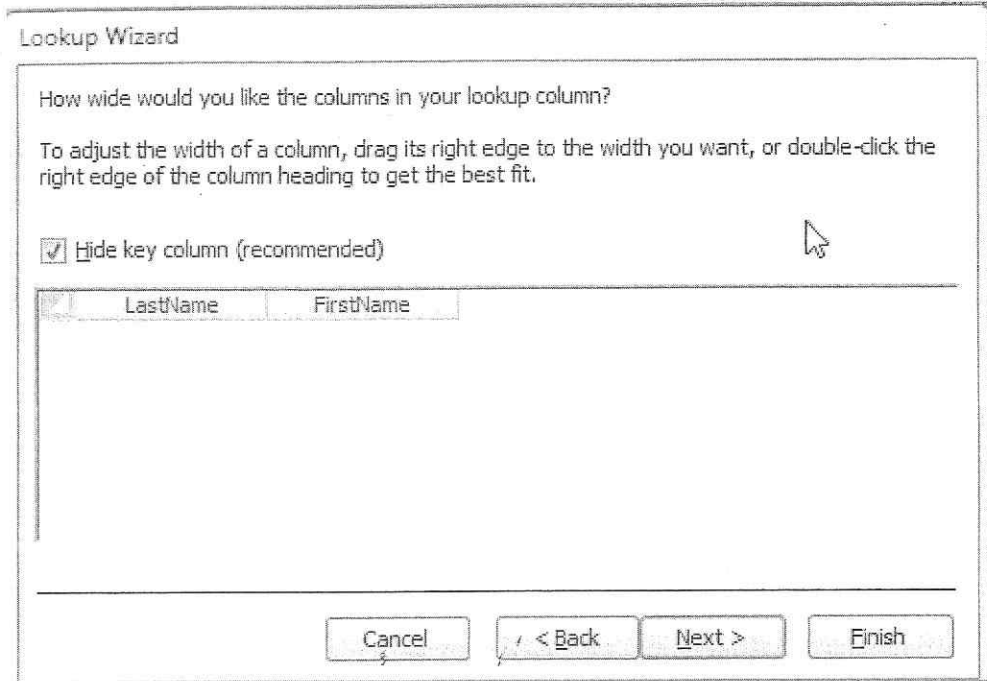 Lookup Wizard
How wide would you like the columns in your lookup column?
To adjust the width of a column, drag its right edge to the width you want, or double-click the
right edge of the column heading to get the best fit.
Hide key column (recommended)
LastName FirstName
Cancel < Back Next > Finish